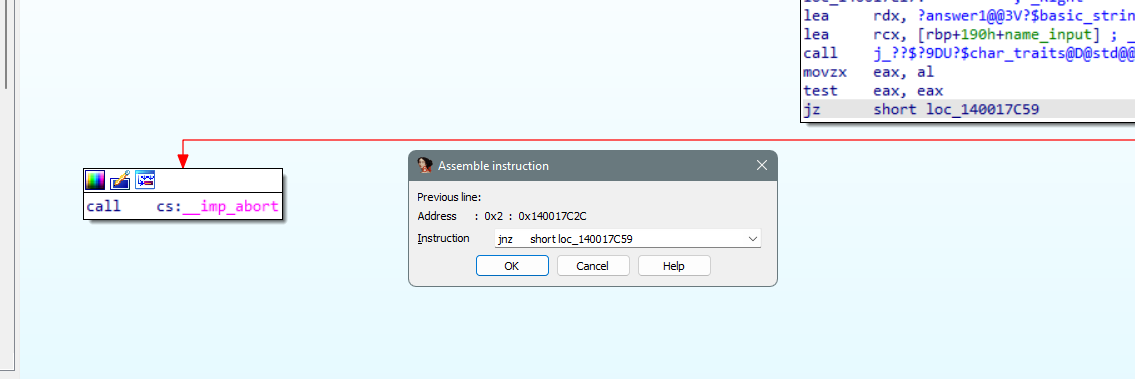 lea rdx, ?answer1@@3V?$basic_strin
lea rcx, [rbp+190h+name_input] ; _
call j_??$?9DU?$char_traits@D@std@@
movzx eax, al
test eax, eax
jz short loc_140017C59
call cs:__imp_abort
Assemble instruction
Previous line:
Address : 0x2 : 0x140017C2C
Instruction jnz short loc_140017C59
OK Cancel Help